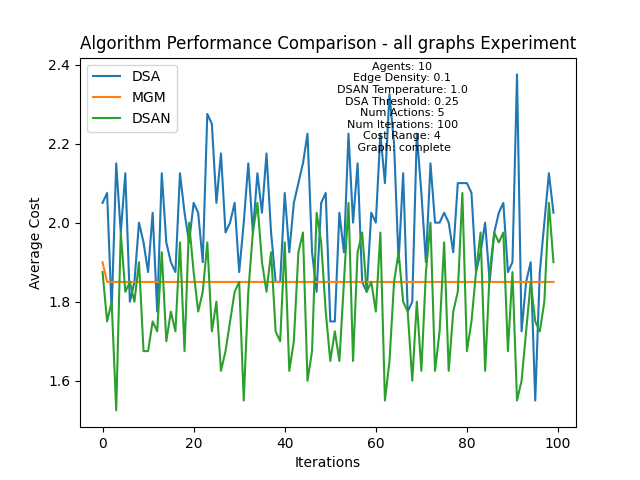 Algorithm Performance Comparison - all graphs Experiment
Agents: 10
Edge Density: 0.1
DSAN Temperature: 1.0
DSA Threshold: 0.25
Num Actions: 5
Num Iterations: 100
Cost Range: 4
Graph: complete
DSA
MGM
DSAN
Average Cost
2.4
2.2
2.0
1.8
1.6
0
20
40
60
80
100
Iterations